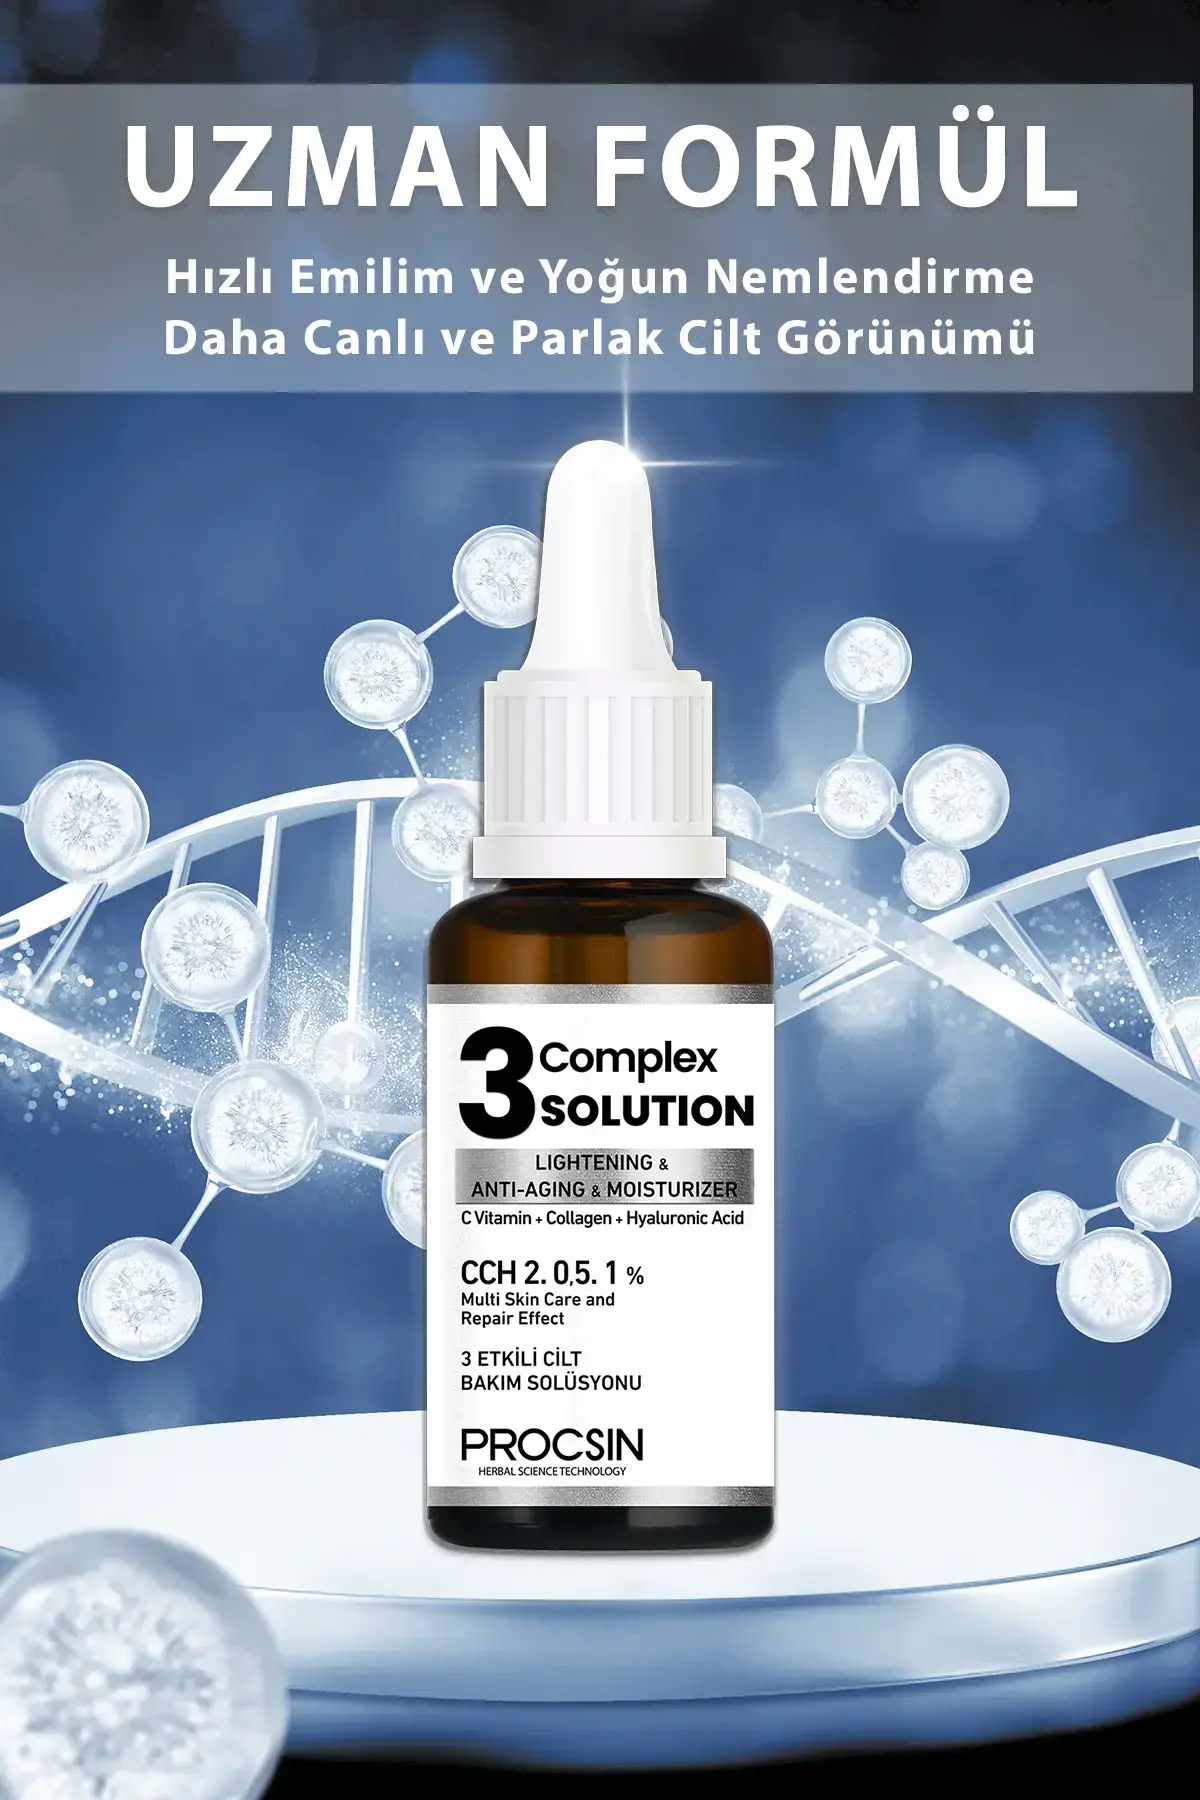 UZMAN FORMÜL
Hızlı Emilim ve Yoğun Nemlendirme
Daha Canlı ve Parlak Cilt Görünümü
3 Complex
SOLUTION
LIGHTENING &
ANTI-AGING & MOISTURIZER
C Vitamin + Collagen + Hyaluronic Acid
CCH 2. 0,5. 1 %
Multi Skin Care and
Repair Effect
3 ETKİLİ CİLT
BAKIM SOLÜSYONU
PROCSIN
HERBAL SCIENCE TECHNOLOGY